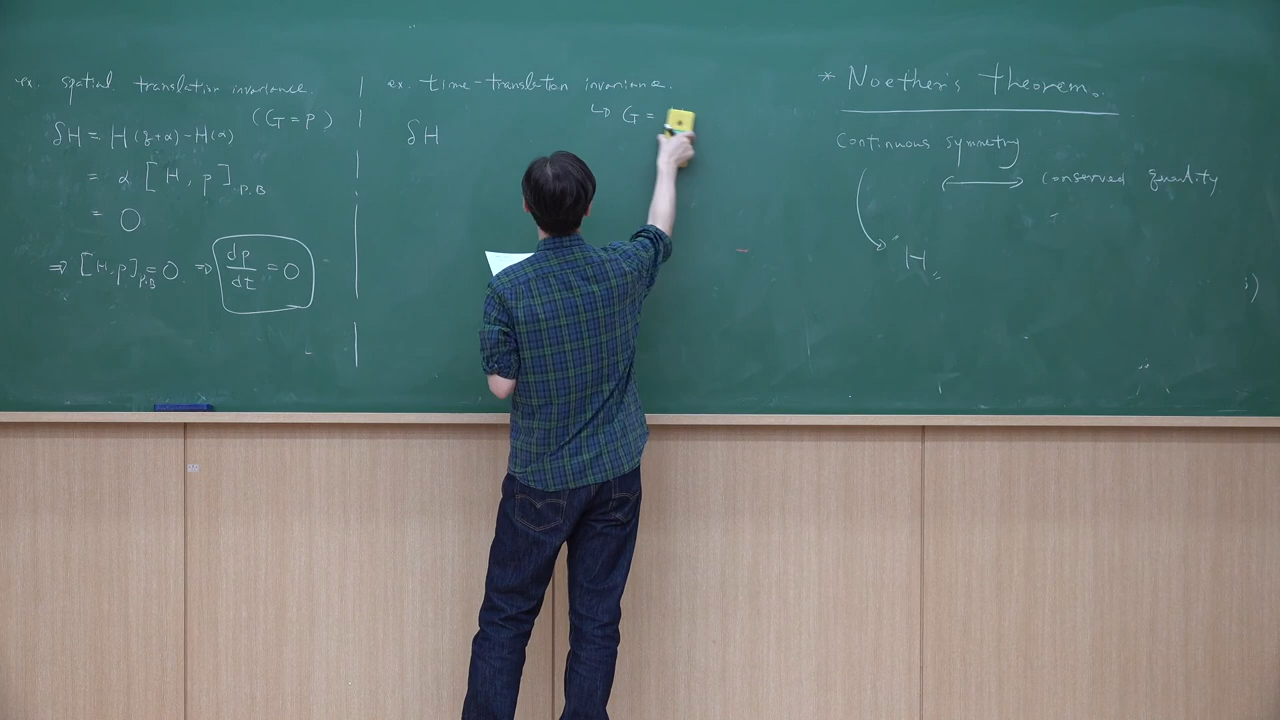 ex. spatial translation invariance.
(G = p)
δH = H(q+α) - H(α)
= α [H, p]P.B
= 0
⇒ [H, p]P.B = 0 ⇒ dp/dt = 0
ex. time-translation invariance.
↳ G =
δH
* Noether's Theorem.
Continuous symmetry
↔ conserved quantity
"H"
i)